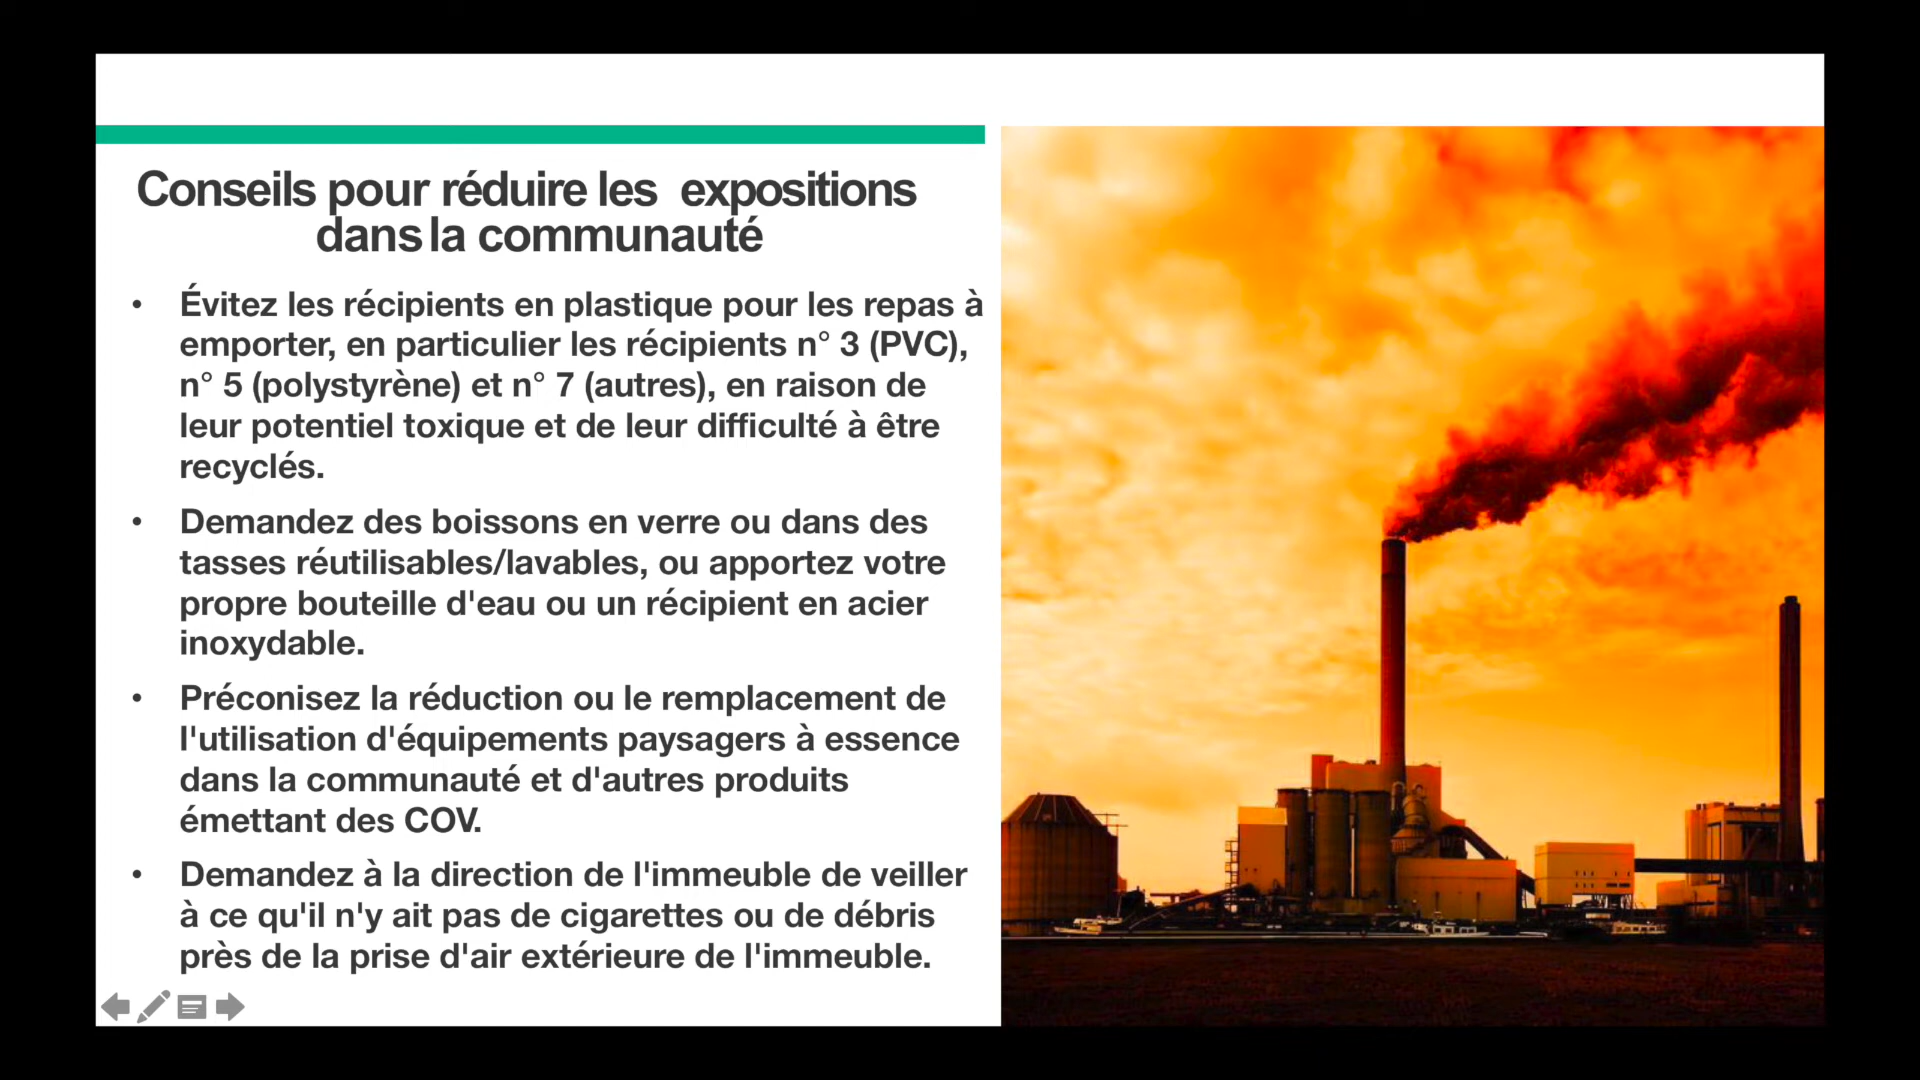 Conseils pour réduire les expositions
dans la communauté
• Évitez les récipients en plastique pour les repas à
emporter, en particulier les récipients n° 3 (PVC),
n° 5 (polystyrène) et n° 7 (autres), en raison de
leur potentiel toxique et de leur difficulté à être
recyclés.
• Demandez des boissons en verre ou dans des
tasses réutilisables/lavables, ou apportez votre
propre bouteille d'eau ou un récipient en acier
inoxydable.
• Préconisez la réduction ou le remplacement de
l'utilisation d'équipements paysagers à essence
dans la communauté et d'autres produits
émettant des COV.
• Demandez à la direction de l'immeuble de veiller
à ce qu'il n'y ait pas de cigarettes ou de débris
près de la prise d'air extérieure de l'immeuble.